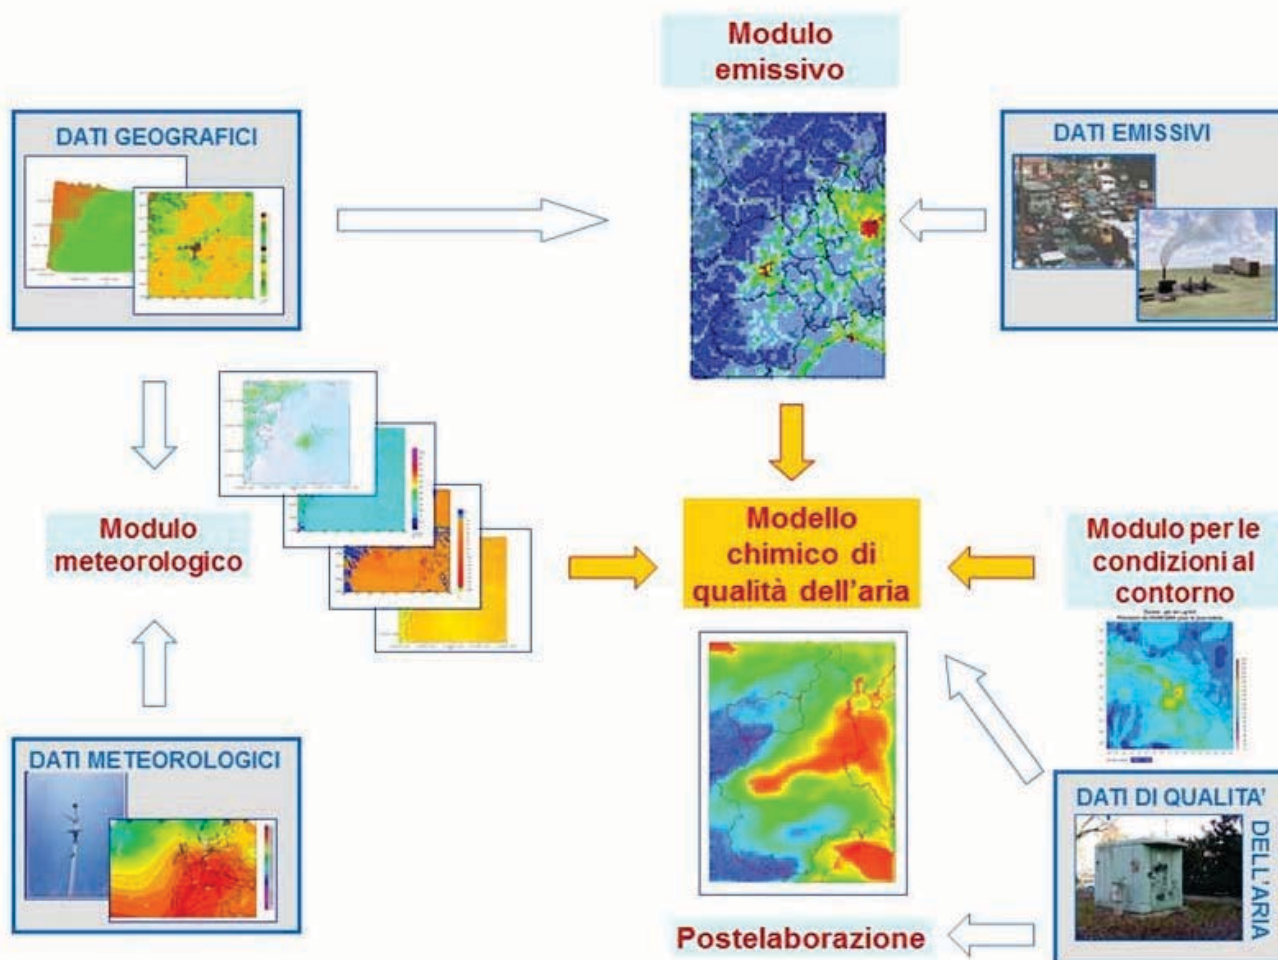 Modulo
emissivo
DATI GEOGRAFICI
DATI EMISSIVI
Modulo
meteorologico
Modello
chimico di
qualità dell'aria
Modulo per le
condizioni al
contorno
DATI METEOROLOGICI
DATI DI QUALITA'
DELL'ARIA
Postelaborazione